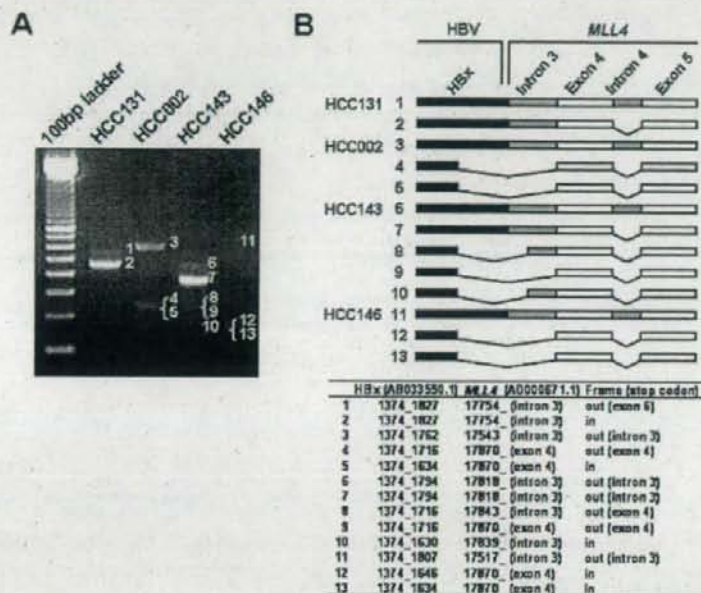 A
B
HBV MLL4
HBx Intron 3 Exon 4 Intron 4 Exon 5
100bp ladder HCC131 HCC002 HCC143 HCC146
HCC131 1
2
HCC002 3
4
5
HCC143 6
7
8
9
10
HCC146 11
12
13
1
2
3
4
5
6
7
8
9
10
11
12
13
HBx (AB033550.1) MLL4 (AD000671.1) Frame (stop codon)
1 1374_1827 17754_ (intron 3) out (exon 6)
2 1374_1827 17754_ (intron 3) in
3 1374_1762 17543_ (intron 3) out (intron 3)
4 1374_1716 17870_ (exon 4) out (exon 4)
5 1374_1634 17870_ (exon 4) in
6 1374_1794 17818_ (intron 3) out (intron 3)
7 1374_1794 17818_ (intron 3) out (intron 3)
8 1374_1716 17843_ (intron 3) out (exon 4)
9 1374_1716 17870_ (exon 4) out (exon 4)
10 1374_1630 17839_ (intron 3) in
11 1374_1807 17517_ (intron 3) out (intron 3)
12 1374_1646 17870_ (exon 4) in
13 1374_1634 17870_ (exon 4) in